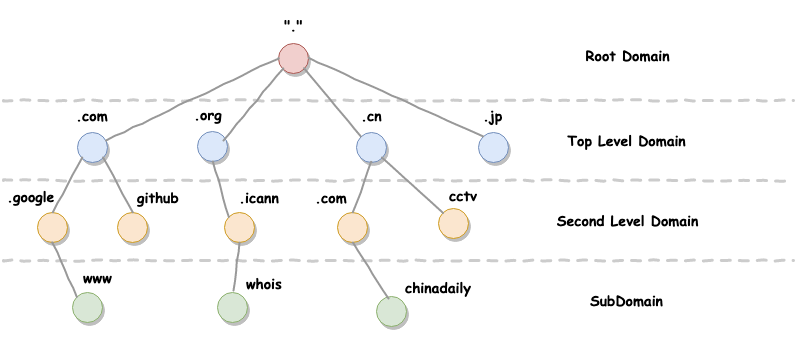 "."
Root Domain
.com
.org
.cn
.jp
Top Level Domain
.google
github
.icann
.com
cctv
Second Level Domain
www
whois
chinadaily
SubDomain